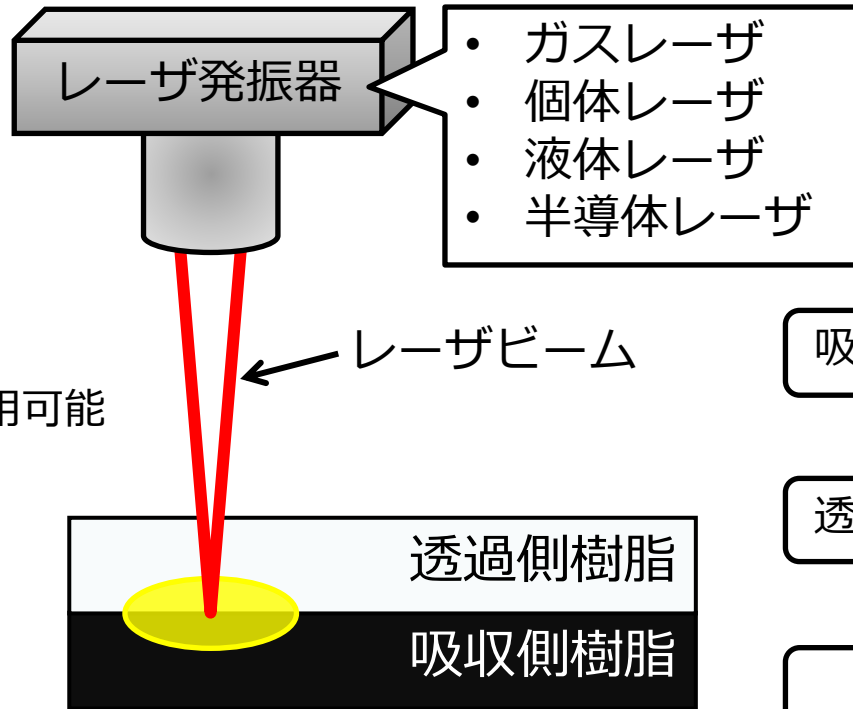 レーザ発振器
• ガスレーザ
• 個体レーザ
• 液体レーザ
• 半導体レーザ
レーザビーム
用可能
吸
透
透過側樹脂
吸収側樹脂